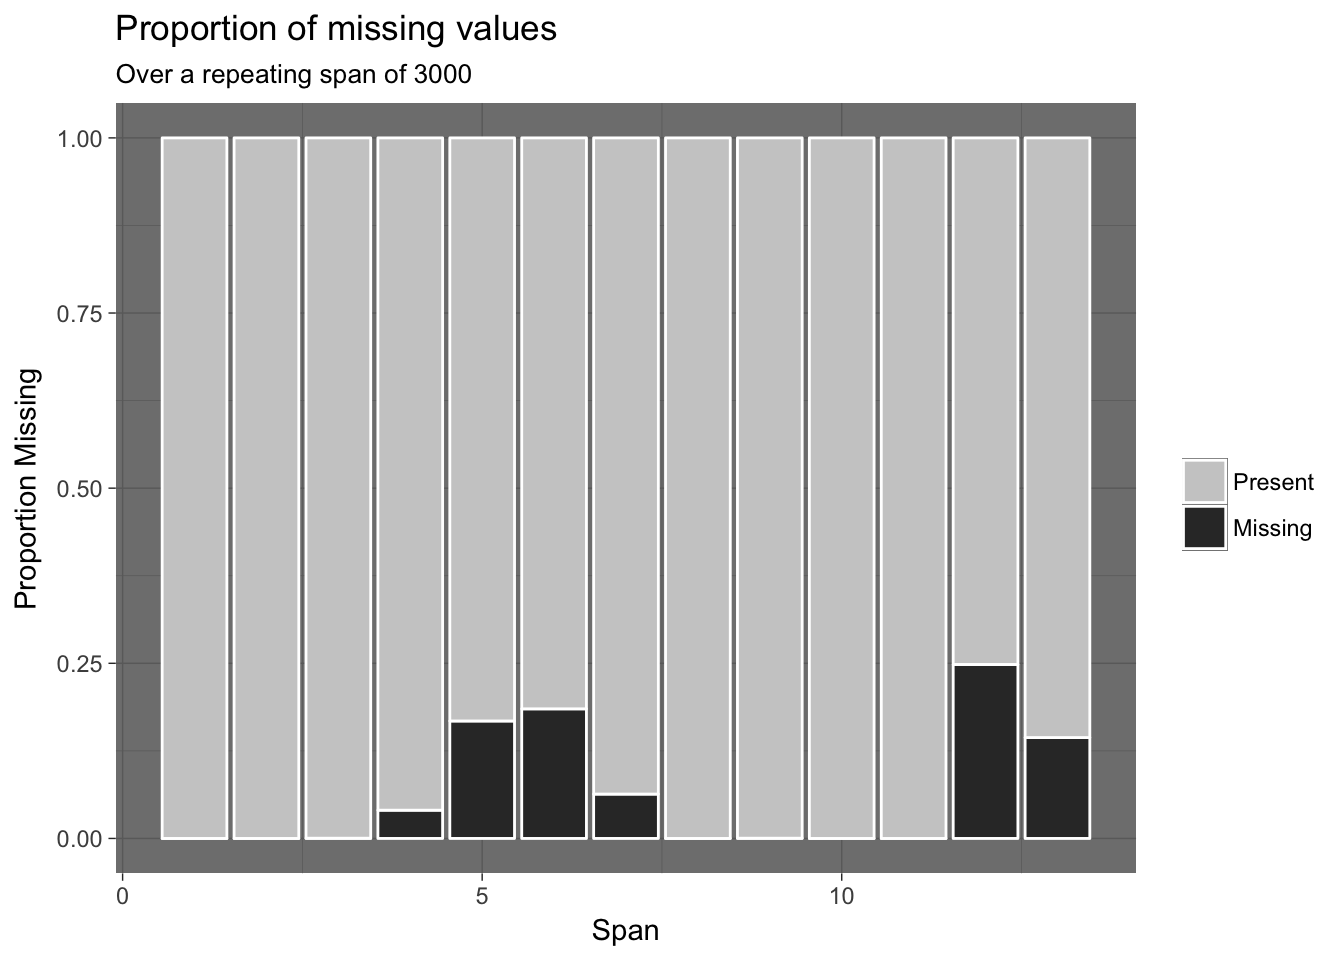 Proportion of missing values
Over a repeating span of 3000
1.00
0.75
0.50
0.25
0.00
Proportion Missing
0
5
10
Span
Present
Missing